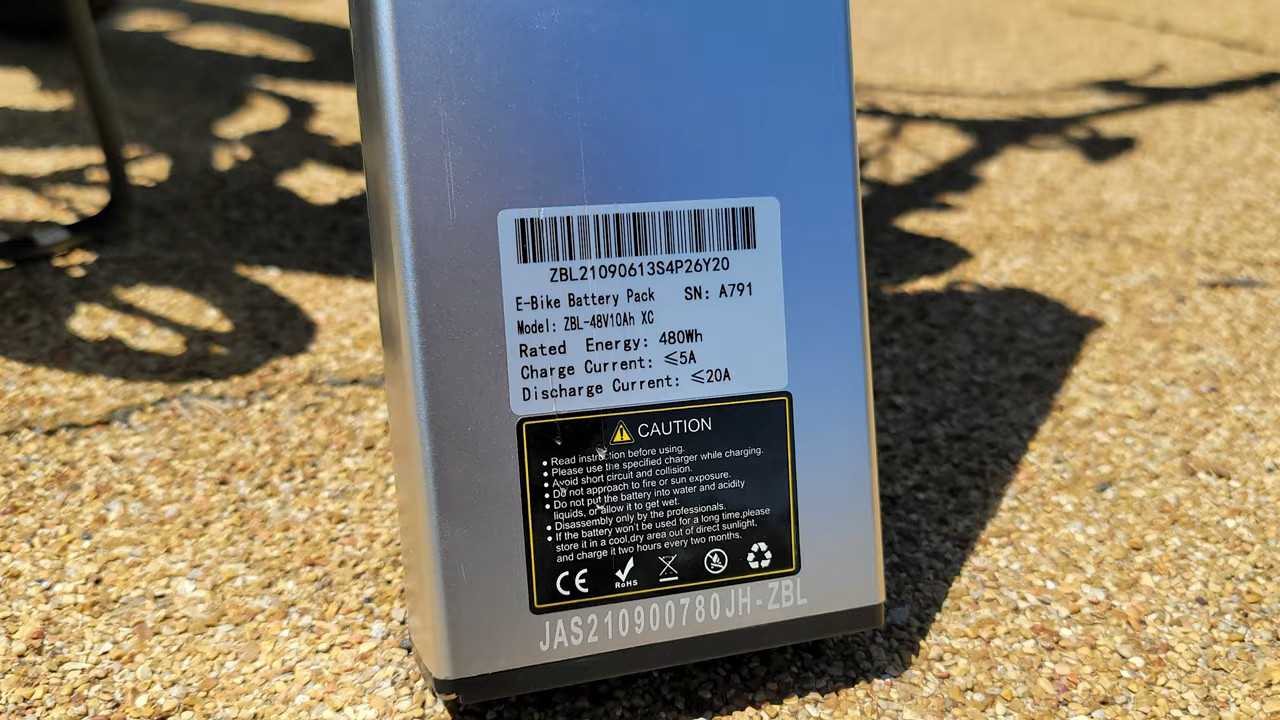 ZBL21090613S4P26Y20
E-Bike Battery Pack SN: A791
Model: ZBL-48V10Ah XC
Rated Energy: 480Wh
Charge Current: ≤5A
Discharge Current: ≤20A
CAUTION
• Read instruction before using.
• Please use the specified charger while charging.
• Avoid short circuit and collision.
• Do not approach to fire or sun exposure.
• Do not put the battery into water and acidity
liquids, or allow it to get wet.
• Disassembly only by the professionals.
• If the battery won't be used for a long time,please
store it in a cool,dry area out of direct sunlight,
and charge it two hours every two months.
CE RoHS
JAS210900780JH-ZBL